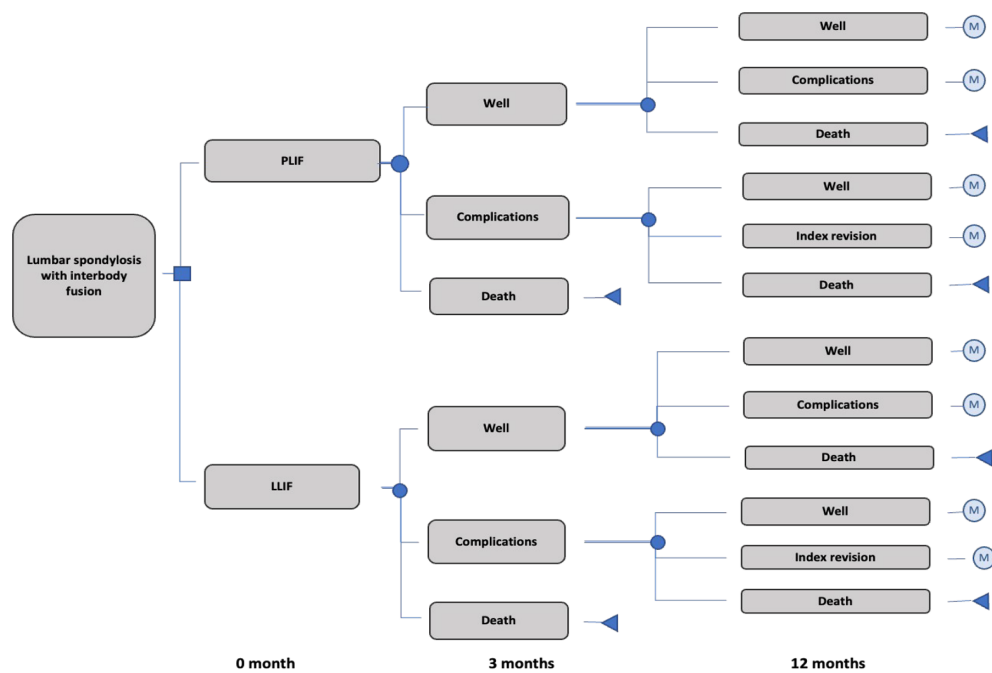 Well
M
Complications
M
Well
Death
PLIF
Well
M
Complications
Index revision
M
Death
Death
Lumbar spondylosis
with interbody
fusion
Well
M
Well
Complications
M
Death
LLIF
Well
M
Complications
Index revision
M
Death
Death
0 month
3 months
12 months